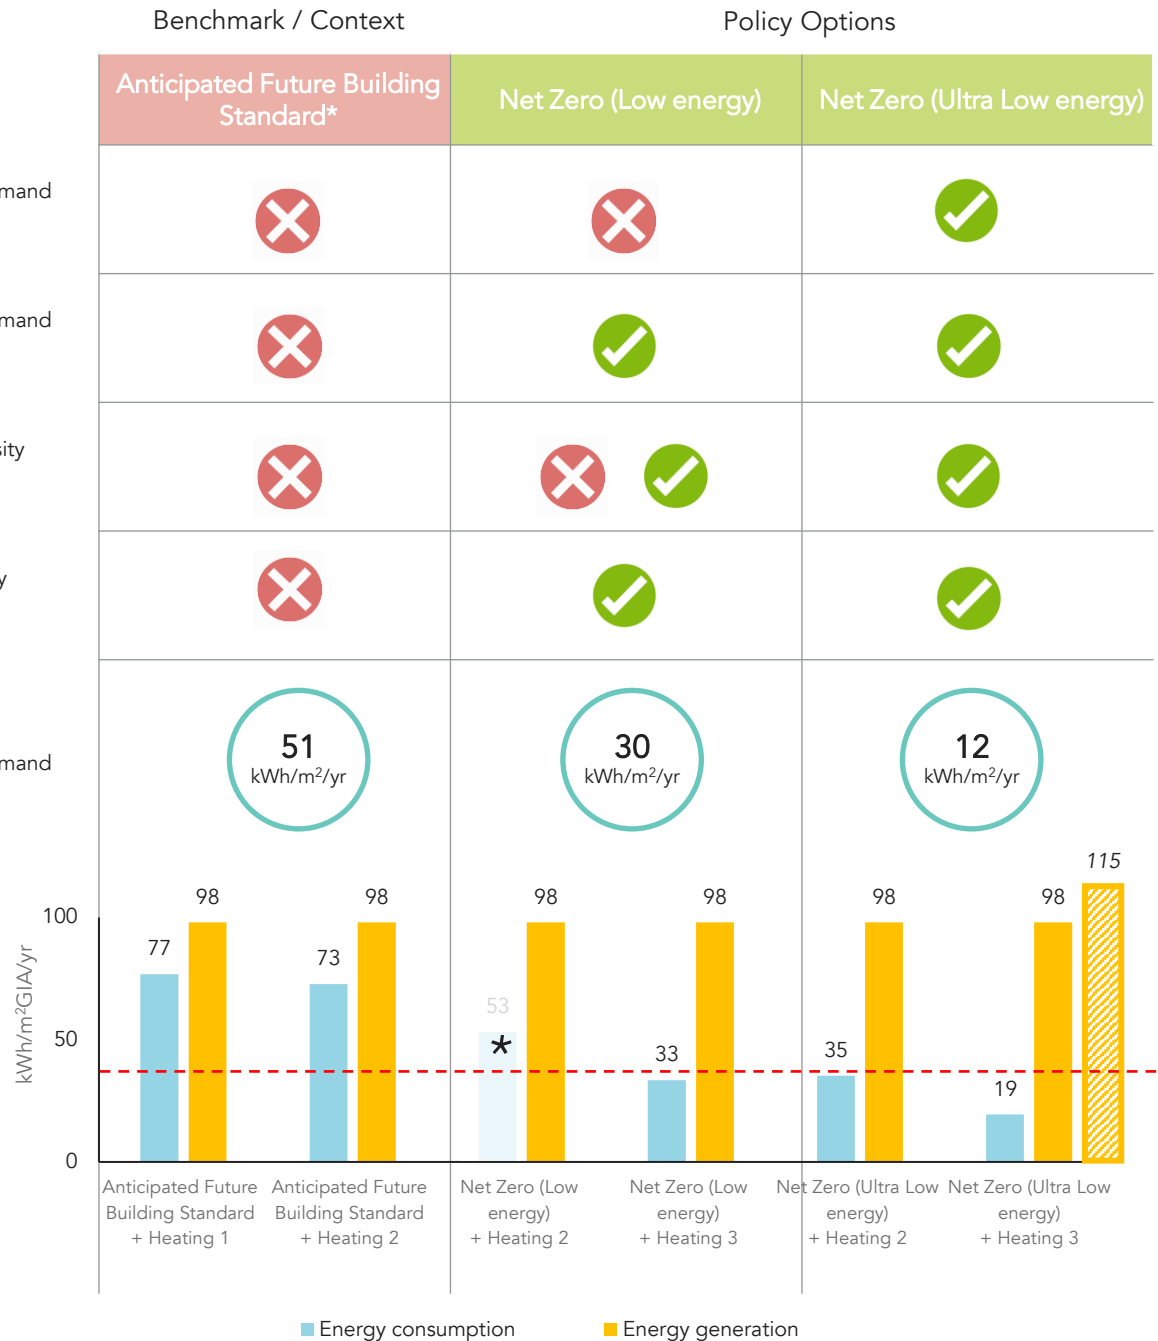 Benchmark / Context
Policy Options
Anticipated Future Building
Standard*
Net Zero (Low energy)
Net Zero (Ultra Low energy)
mand
mand
sity
y
51
kWh/m²/yr
30
kWh/m²/yr
12
kWh/m²/yr
mand
kWh/m²GIA/yr
100
50
0
77
98
73
98
53
*
98
33
98
35
98
19
98
115
Anticipated Future
Building Standard
+ Heating 1
Anticipated Future
Building Standard
+ Heating 2
Net Zero (Low
energy)
+ Heating 2
Net Zero (Low
energy)
+ Heating 3
Net Zero (Ultra Low
energy)
+ Heating 2
Net Zero (Ultra Low
energy)
+ Heating 3
Energy consumption
Energy generation